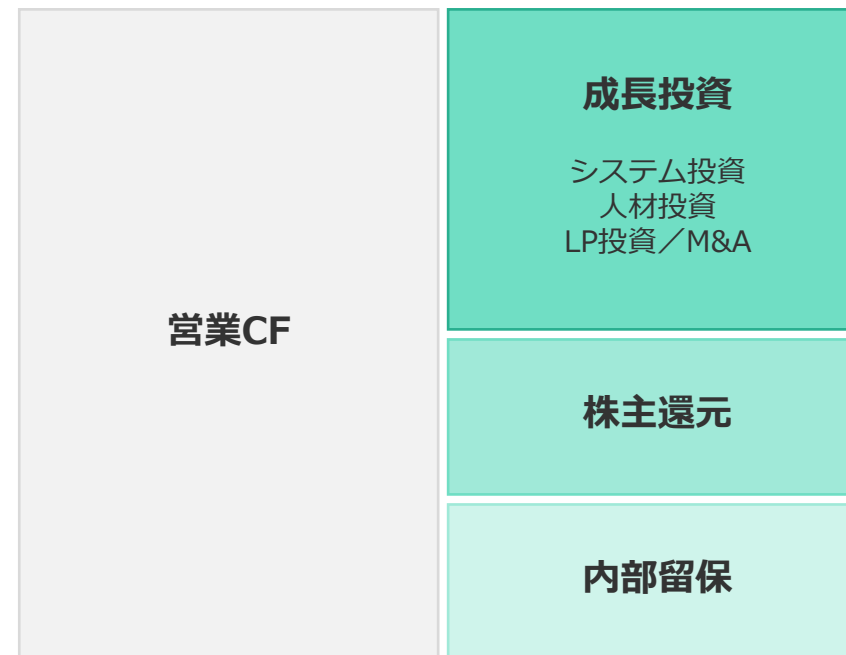 営業CF
成長投資
システム投資
人材投資
LP投資／M&A
株主還元
内部留保